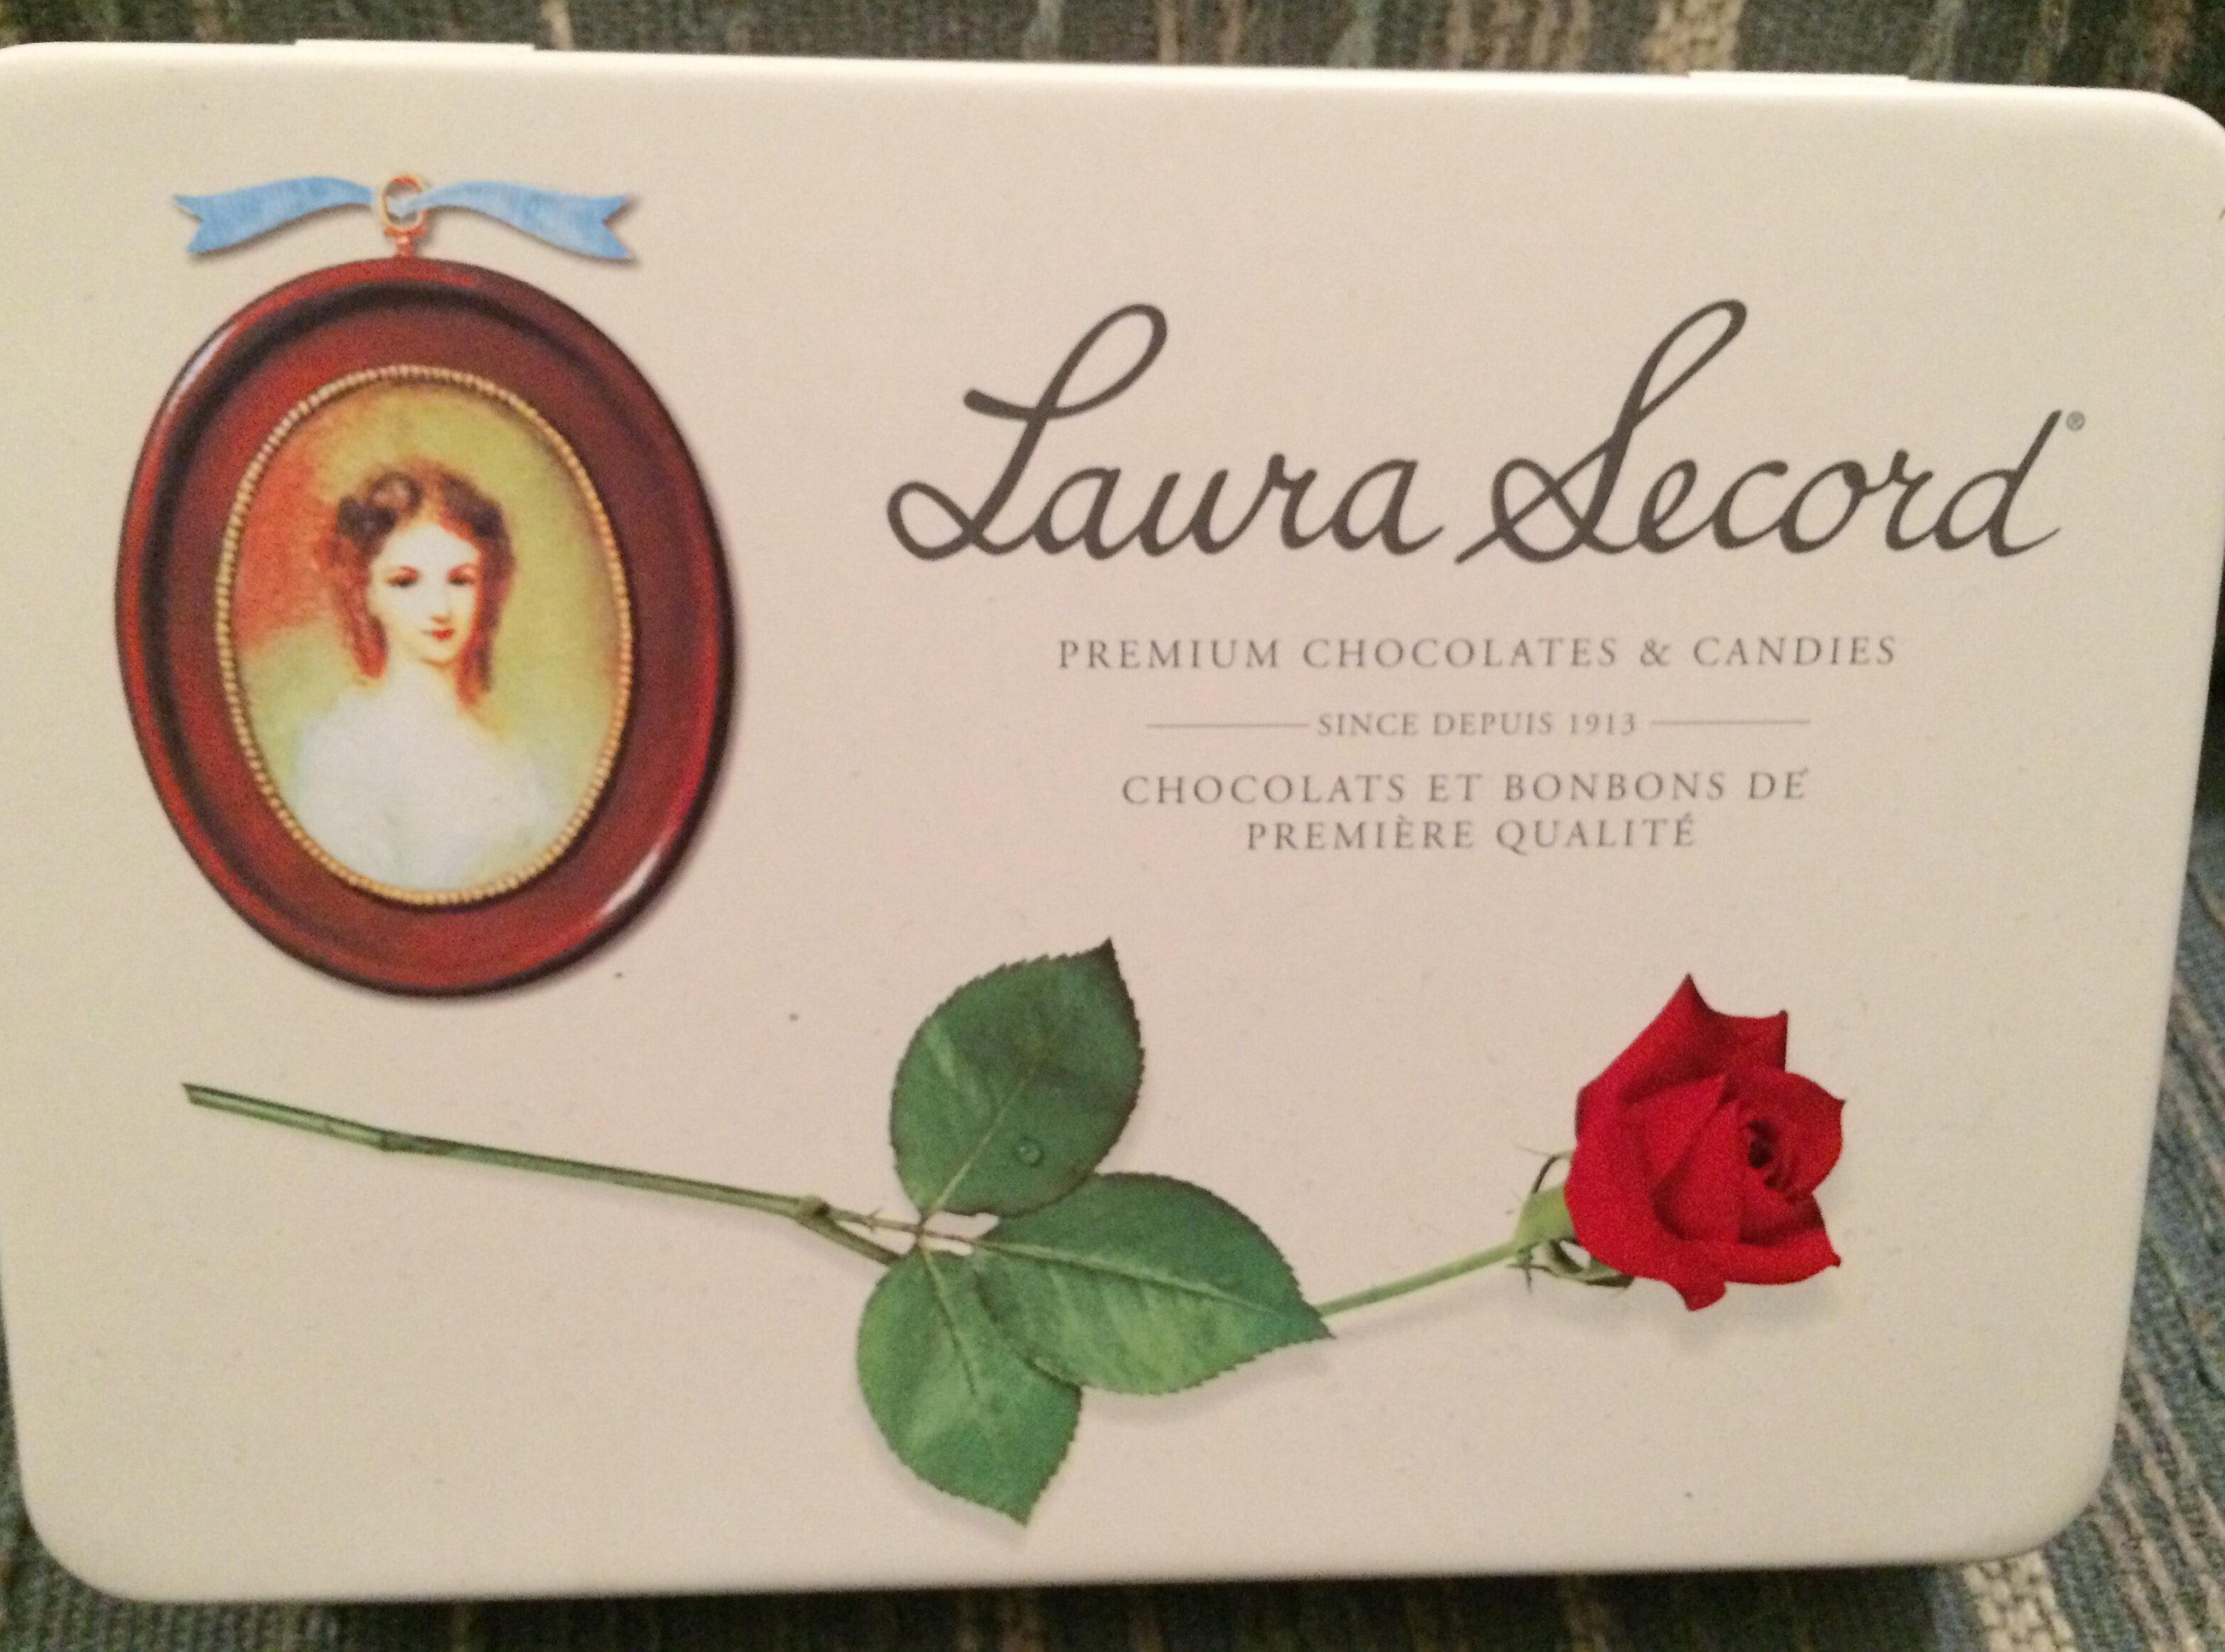 Laura Secord®
PREMIUM CHOCOLATES & CANDIES
SINCE DEPUIS 1913
CHOCOLATS ET BONBONS DE
PREMIÈRE QUALITÉ